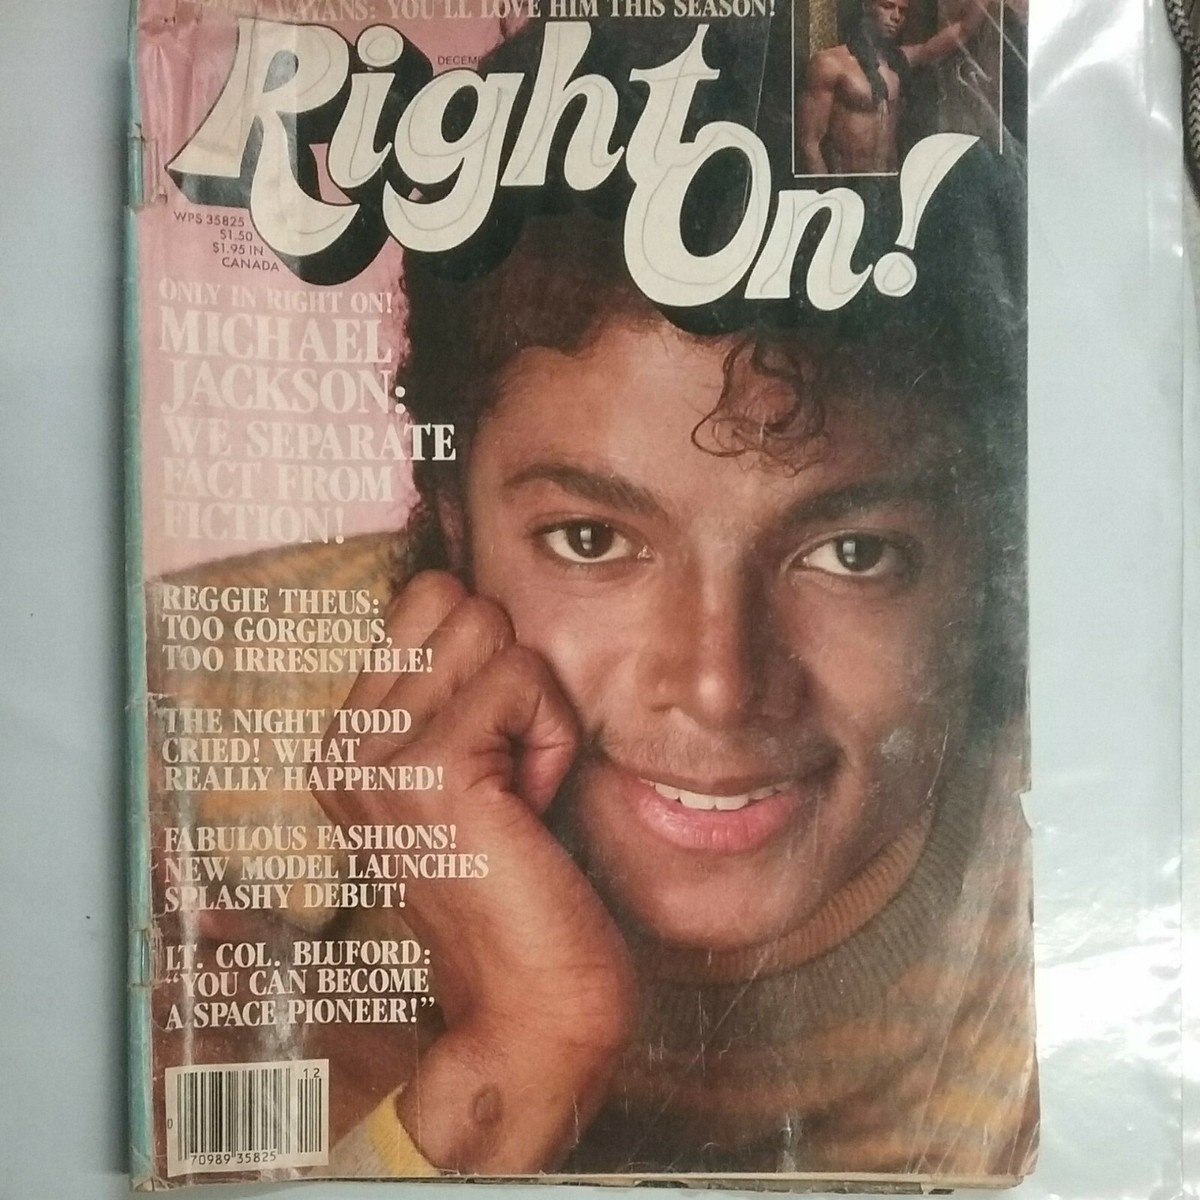 WAYANS: YOU'LL LOVE HIM THIS SEASON!
Right On!
WPS 35825
$1.50
$1.95 IN
CANADA
ONLY IN RIGHT ON!
MICHAEL
JACKSON:
WE SEPARATE
FACT FROM
FICTION!
REGGIE THEUS:
TOO GORGEOUS,
TOO IRRESISTIBLE!
THE NIGHT TODD
CRIED! WHAT
REALLY HAPPENED!
FABULOUS FASHIONS!
NEW MODEL LAUNCHES
SPLASHY DEBUT!
LT. COL. BLUFORD:
“YOU CAN BECOME
A SPACE PIONEER!”
12
0
70989 35825